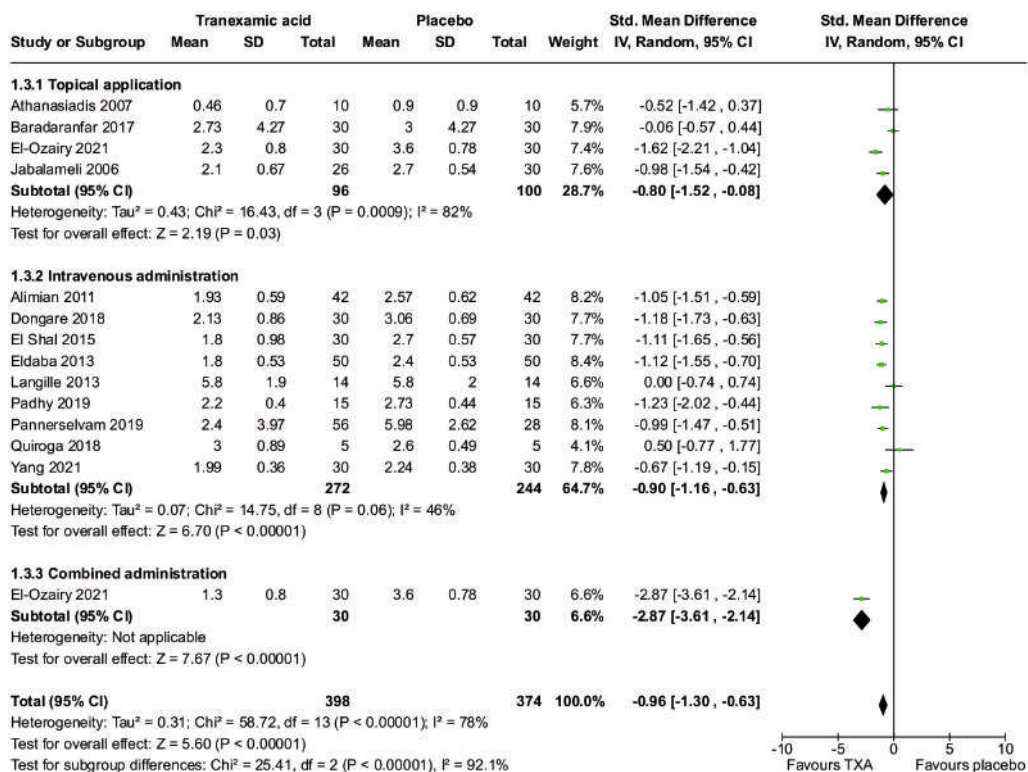 Tranexamic acid Placebo Std. Mean Difference Std. Mean Difference
Study or Subgroup Mean SD Total Mean SD Total Weight IV, Random, 95% CI IV, Random, 95% CI
1.3.1 Topical application
Athanasiadis 2007 0.46 0.7 10 0.9 0.9 10 5.7% -0.52 [-1.42 , 0.37]
Baradaranfar 2017 2.73 4.27 30 3 4.27 30 7.9% -0.06 [-0.57 , 0.44]
El-Ozairy 2021 2.3 0.8 30 3.6 0.78 30 7.4% -1.62 [-2.21 , -1.04]
Jabalameli 2006 2.1 0.67 26 2.7 0.54 30 7.6% -0.98 [-1.54 , -0.42]
Subtotal (95% CI) 96 100 28.7% -0.80 [-1.52 , -0.08]
Heterogeneity: Tau² = 0.43; Chi² = 16.43, df = 3 (P = 0.0009); I² = 82%
Test for overall effect: Z = 2.19 (P = 0.03)
1.3.2 Intravenous administration
Alimian 2011 1.93 0.59 42 2.57 0.62 42 8.2% -1.05 [-1.51 , -0.59]
Dongare 2018 2.13 0.86 30 3.06 0.69 30 7.7% -1.18 [-1.73 , -0.63]
El Shal 2015 1.8 0.98 30 2.7 0.57 30 7.7% -1.11 [-1.65 , -0.56]
Eldaba 2013 1.8 0.53 50 2.4 0.53 50 8.4% -1.12 [-1.55 , -0.70]
Langille 2013 5.8 1.9 14 5.8 2 14 6.6% 0.00 [-0.74 , 0.74]
Padhy 2019 2.2 0.4 15 2.73 0.44 15 6.3% -1.23 [-2.02 , -0.44]
Pannerselvam 2019 2.4 3.97 56 5.98 2.62 28 8.1% -0.99 [-1.47 , -0.51]
Quiroga 2018 3 0.89 5 2.6 0.49 5 4.1% 0.50 [-0.77 , 1.77]
Yang 2021 1.99 0.36 30 2.24 0.38 30 7.8% -0.67 [-1.19 , -0.15]
Subtotal (95% CI) 272 244 64.7% -0.90 [-1.16 , -0.63]
Heterogeneity: Tau² = 0.07; Chi² = 14.75, df = 8 (P = 0.06); I² = 46%
Test for overall effect: Z = 6.70 (P < 0.00001)
1.3.3 Combined administration
El-Ozairy 2021 1.3 0.8 30 3.6 0.78 30 6.6% -2.87 [-3.61 , -2.14]
Subtotal (95% CI) 30 30 6.6% -2.87 [-3.61 , -2.14]
Heterogeneity: Not applicable
Test for overall effect: Z = 7.67 (P < 0.00001)
Total (95% CI) 398 374 100.0% -0.96 [-1.30 , -0.63]
Heterogeneity: Tau² = 0.31; Chi² = 58.72, df = 13 (P < 0.00001); I² = 78%
Test for overall effect: Z = 5.60 (P < 0.00001)
Test for subgroup differences: Chi² = 25.41, df = 2 (P < 0.00001), I² = 92.1%
-10 -5 0 5 10
Favours TXA Favours placebo